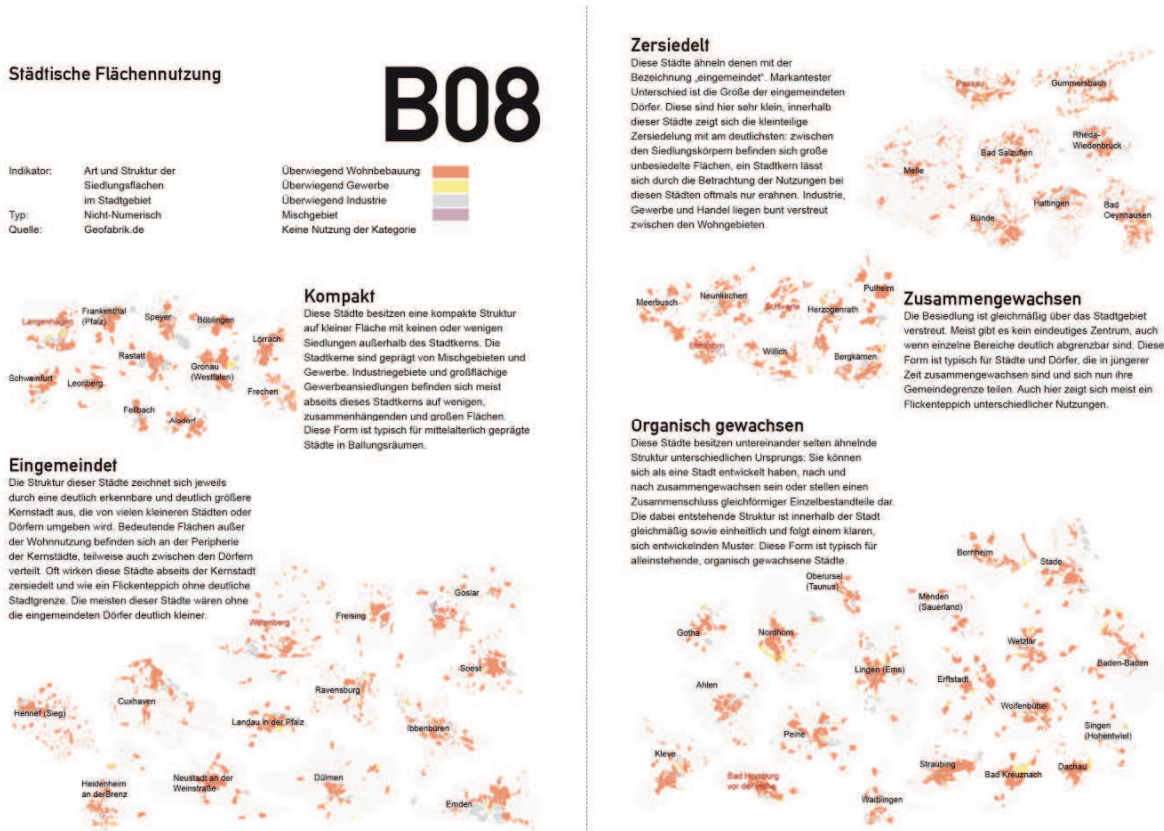 Städtische Flächennutzung
B08
Indikator: Art und Struktur der
Siedlungsflächen
im Stadtgebiet
Typ: Nicht-Numerisch
Quelle: Geofabrik.de
Überwiegend Wohnbebauung
Überwiegend Gewerbe
Überwiegend Industrie
Mischgebiet
Keine Nutzung der Kategorie
Kompakt
Diese Städte besitzen eine kompakte Struktur
auf kleiner Fläche mit keinen oder wenigen
Siedlungen außerhalb des Stadtkerns. Die
Stadtkerne sind geprägt von Mischgebieten und
Gewerbe. Industriegebiete und großflächige
Gewerbeansiedlungen befinden sich meist
abseits dieses Stadtkerns auf wenigen,
zusammenhängenden und großen Flächen.
Diese Form ist typisch für mittelalterlich geprägte
Städte in Ballungsräumen.
Langenhagen
Frankenthal
(Pfalz)
Speyer
Böblingen
Lörrach
Rastatt
Gronau
(Westfalen)
Schweinfurt
Leonberg
Frechen
Fellbach
Alsdorf
Eingemeindet
Die Struktur dieser Städte zeichnet sich jeweils
durch eine deutlich erkennbare und deutlich größere
Kernstadt aus, die von vielen kleineren Städten oder
Dörfern umgeben wird. Bedeutende Flächen außer
der Wohnnutzung befinden sich an der Peripherie
der Kernstädte, teilweise auch zwischen den Dörfern
verteilt. Oft wirken diese Städte abseits der Kernstadt
zersiedelt und wie ein Flickenteppich ohne deutliche
Stadtgrenze. Die meisten dieser Städte wären ohne
die eingemeindeten Dörfer deutlich kleiner.
Wittenberg
Freising
Goslar
Soest
Cuxhaven
Ravensburg
Hennef (Sieg)
Landau in der Pfalz
Ibbenbüren
Heidenheim
an derBrenz
Neustadt an der
Weinstraße
Dülmen
Emden
Zersiedelt
Diese Städte ähneln denen mit der
Bezeichnung „eingemeindet“. Markantester
Unterschied ist die Größe der eingemeindeten
Dörfer. Diese sind hier sehr klein, innerhalb
dieser Städte zeigt sich die kleinteilige
Zersiedelung mit am deutlichsten: zwischen
den Siedlungskörpern befinden sich große
unbesiedelte Flächen, ein Stadtkern lässt
sich durch die Betrachtung der Nutzungen bei
diesen Städten oftmals nur erahnen. Industrie,
Gewerbe und Handel liegen bunt verstreut
zwischen den Wohngebieten.
Passau
Gummersbach
Rheda-
Wiedenbrück
Bad Salzuflen
Melle
Hattingen
Bad
Oeynhausen
Bünde
Zusammengewachsen
Die Besiedlung ist gleichmäßig über das Stadtgebiet
verstreut. Meist gibt es kein eindeutiges Zentrum, auch
wenn einzelne Bereiche deutlich abgrenzbar sind. Diese
Form ist typisch für Städte und Dörfer, die in jüngerer
Zeit zusammengewachsen sind und sich nun ihre
Gemeindegrenze teilen. Auch hier zeigt sich meist ein
Flickenteppich unterschiedlicher Nutzungen.
Pulheim
Meerbusch
Neunkirchen
Schwerte
Herzogenrath
Elmshorn
Willich
Bergkamen
Organisch gewachsen
Diese Städte besitzen untereinander selten ähnelnde
Struktur unterschiedlichen Ursprungs: Sie können
sich als eine Stadt entwickelt haben, nach und
nach zusammengewachsen sein oder stellen einen
Zusammenschluss gleichförmiger Einzelbestandteile dar.
Die dabei entstehende Struktur ist innerhalb der Stadt
gleichmäßig sowie einheitlich und folgt einem klaren,
sich entwickelnden Muster. Diese Form ist typisch für
alleinstehende, organisch gewachsene Städte.
Bornheim
Stade
Oberursel
(Taunus)
Menden
(Sauerland)
Gotha
Nordhorn
Wetzlar
Baden-Baden
Lingen (Ems)
Erftstadt
Ahlen
Wolfenbüttel
Singen
(Hohentwiel)
Peine
Kleve
Bad Homburg
vor der Höhe
Straubing
Bad Kreuznach
Dachau
Waiblingen